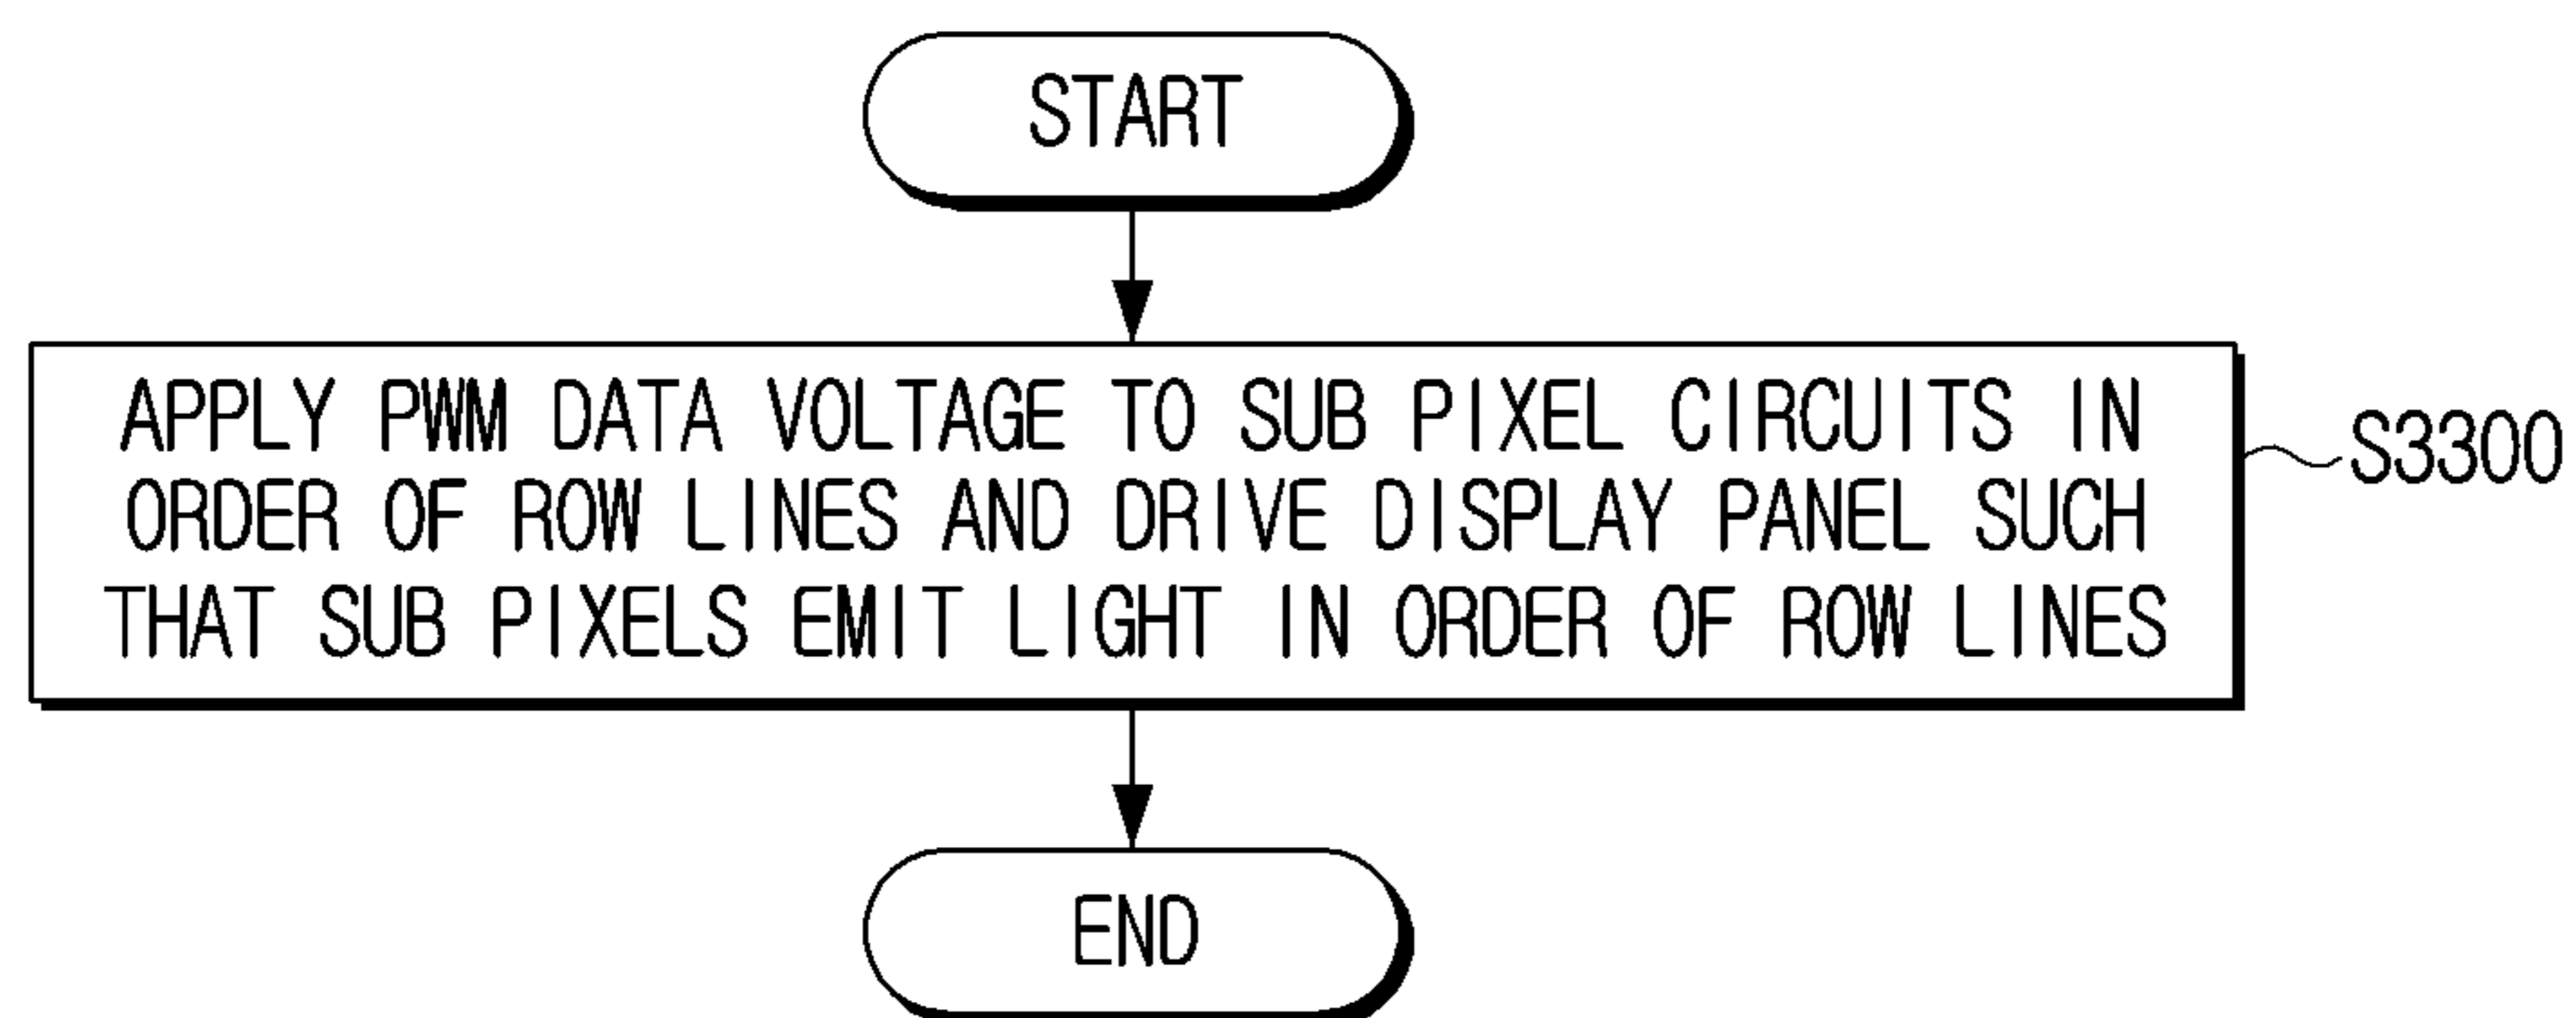 START
APPLY PWM DATA VOLTAGE TO SUB PIXEL CIRCUITS IN
ORDER OF ROW LINES AND DRIVE DISPLAY PANEL SUCH
THAT SUB PIXELS EMIT LIGHT IN ORDER OF ROW LINES
S3300
END